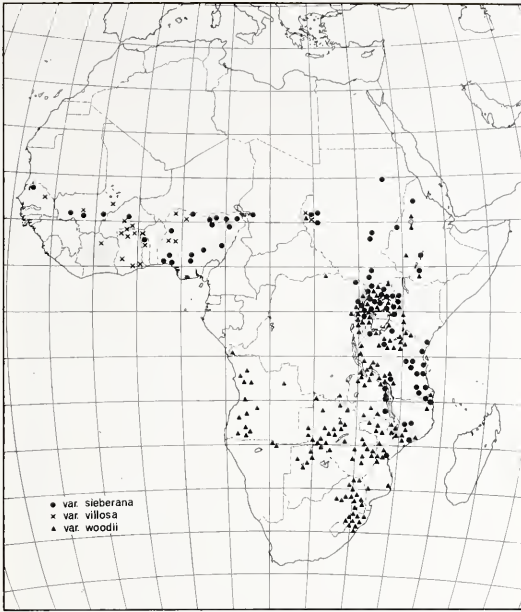 ● var. sieberana
× var. villosa
▲ var. woodii